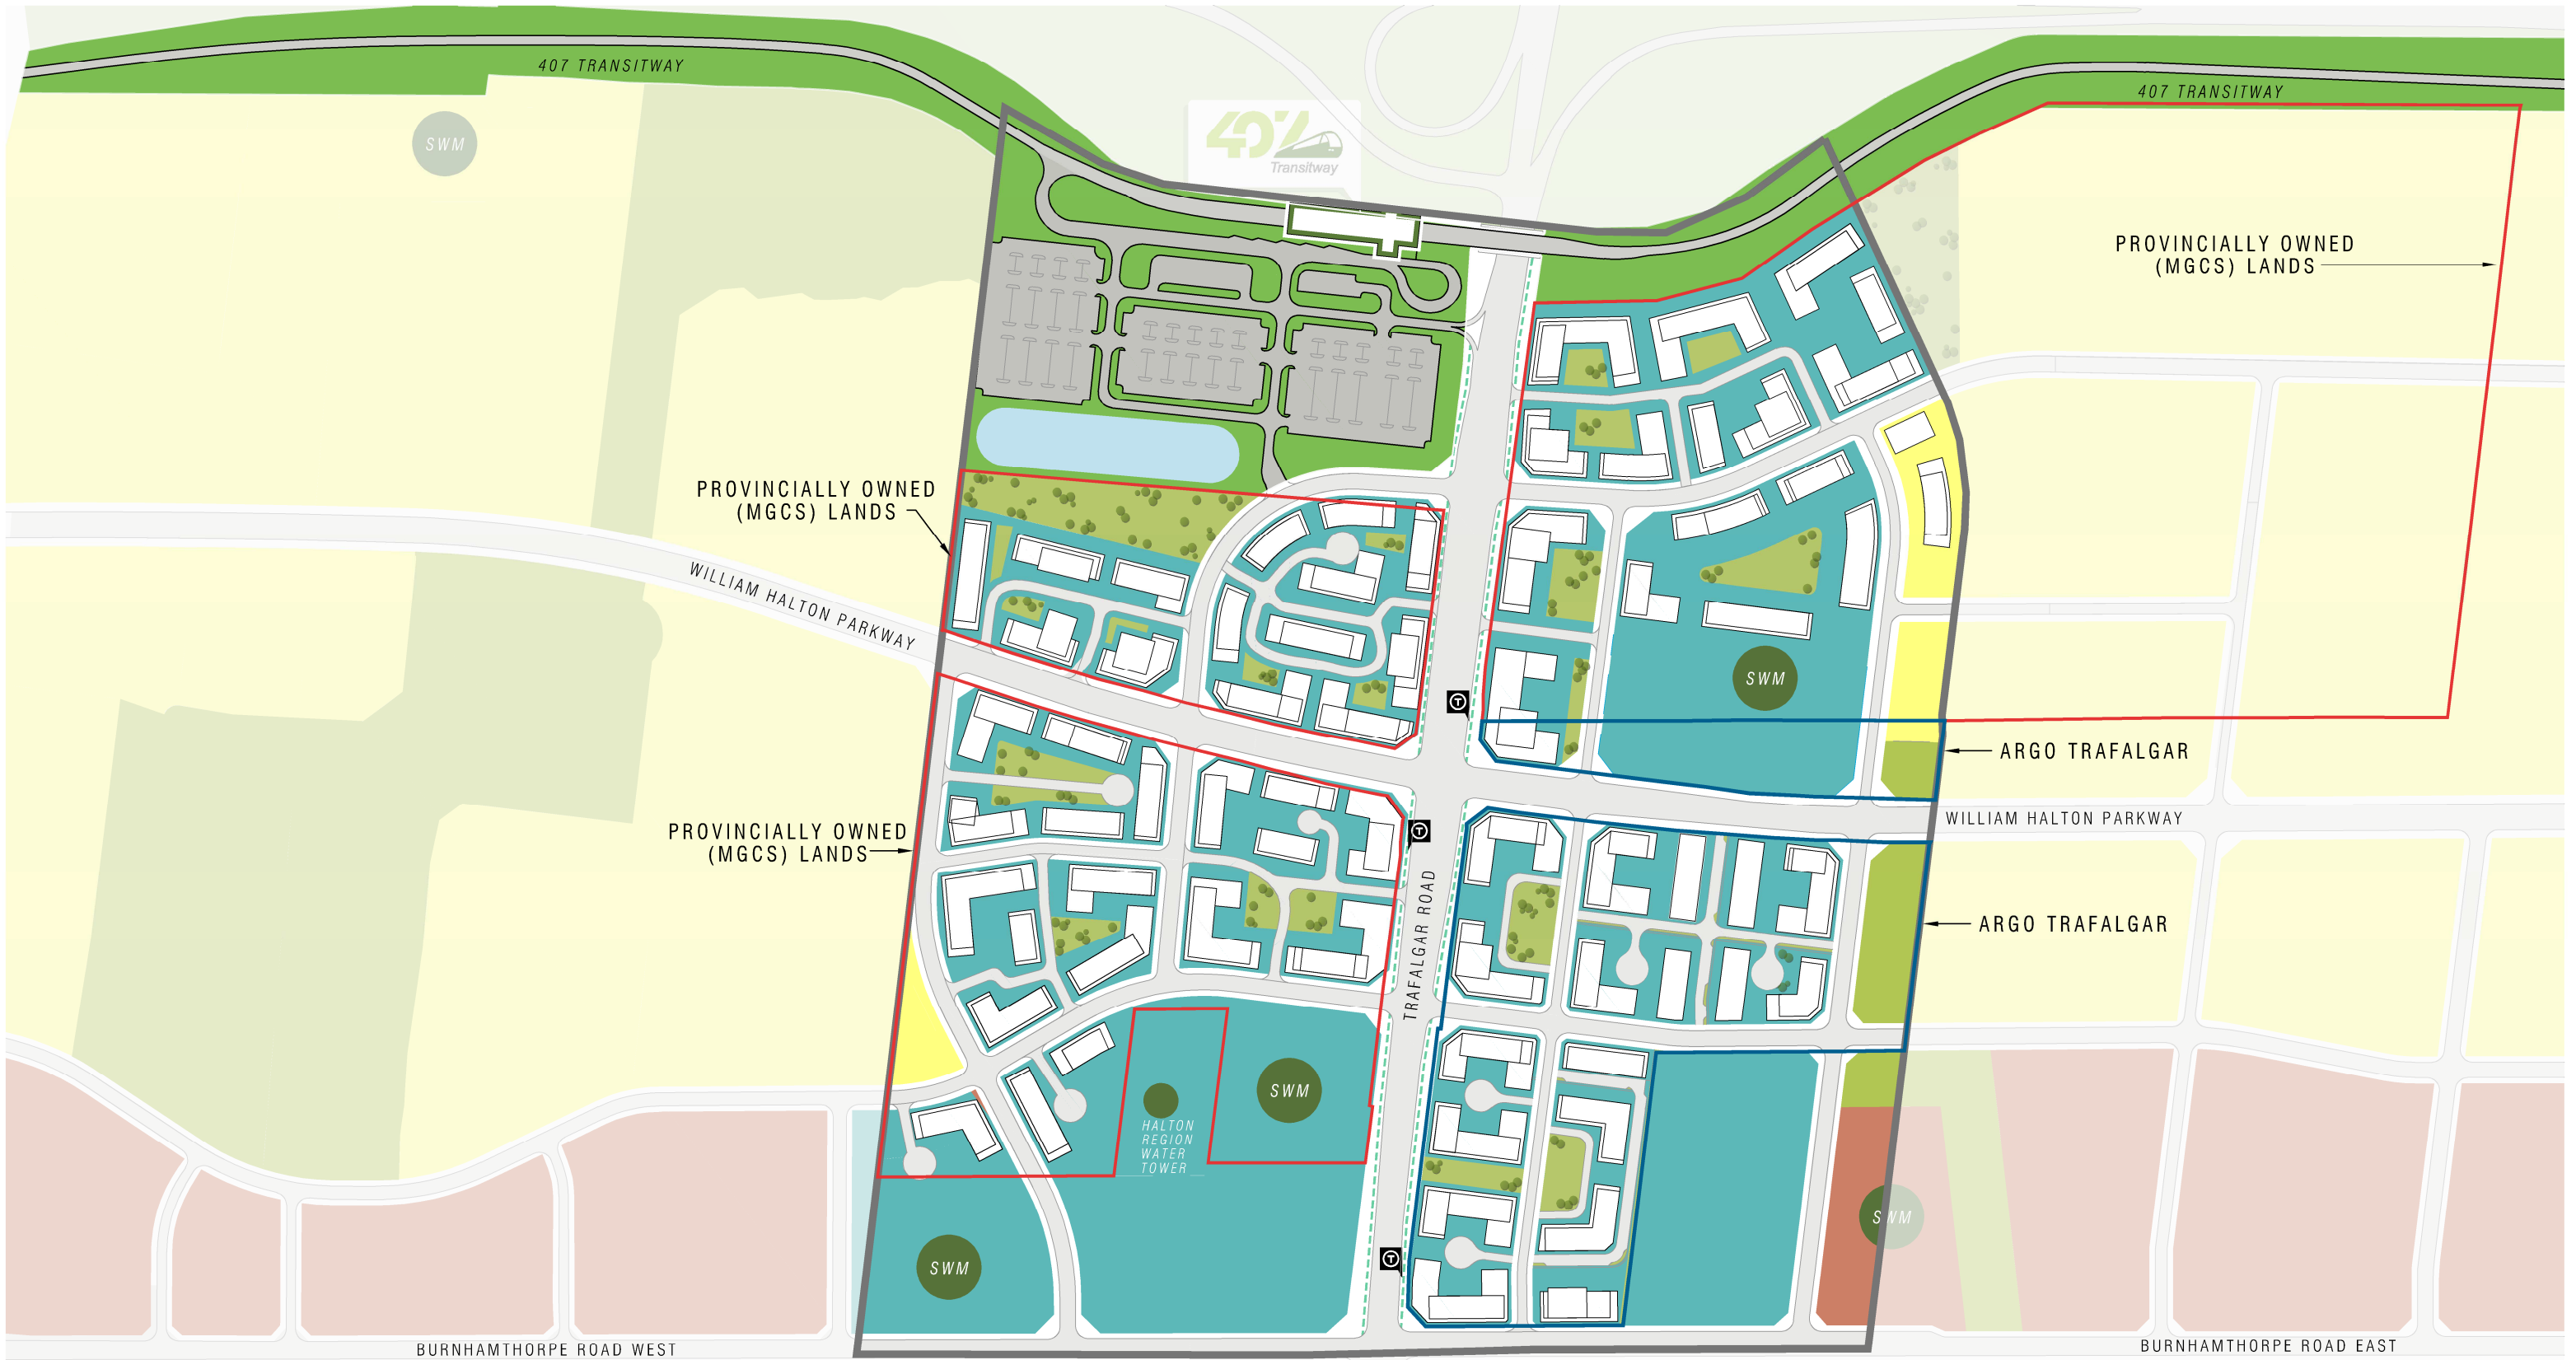 407 TRANSITWAY
407 TRANSITWAY
SWM
407
Transitway
PROVINCIALLY OWNED
(MGCS) LANDS
PROVINCIALLY OWNED
(MGCS) LANDS
WILLIAM HALTON PARKWAY
SWM
T
ARGO TRAFALGAR
WILLIAM HALTON PARKWAY
PROVINCIALLY OWNED
(MGCS) LANDS
T
TRAFALGAR ROAD
ARGO TRAFALGAR
SWM
HALTON
REGION
WATER
TOWER
SWM
SWM
T
BURNHAMTHORPE ROAD WEST
BURNHAMTHORPE ROAD EAST